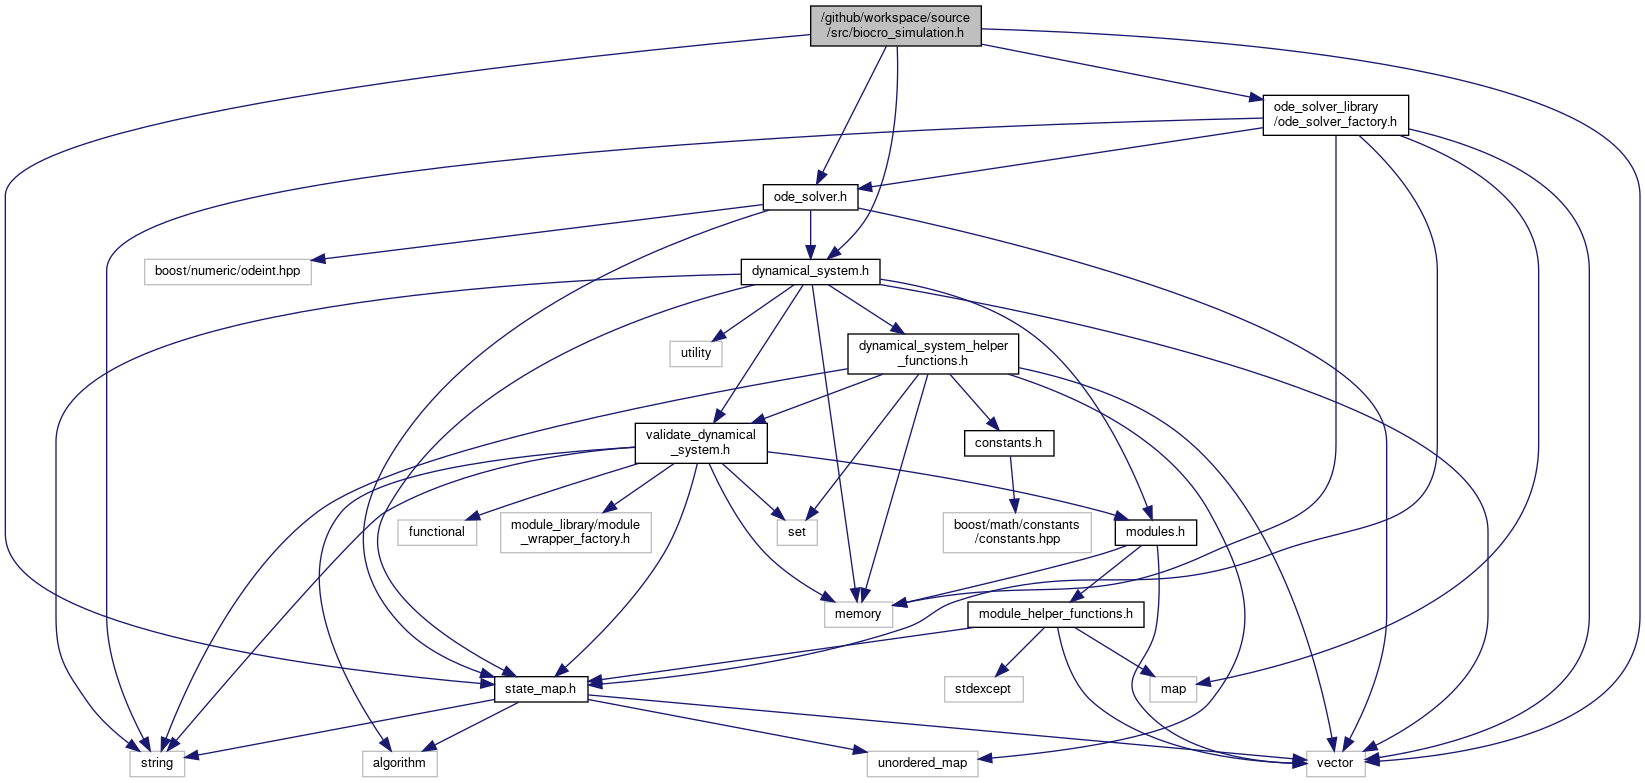 /github/workspace/source
/src/biocro_simulation.h
ode_solver_library
/ode_solver_factory.h
ode_solver.h
boost/numeric/odeint.hpp
dynamical_system.h
utility
dynamical_system_helper
_functions.h
validate_dynamical
_system.h
constants.h
functional
module_library/module
_wrapper_factory.h
set
boost/math/constants
/constants.hpp
modules.h
memory
module_helper_functions.h
state_map.h
stdexcept
map
string
algorithm
unordered_map
vector